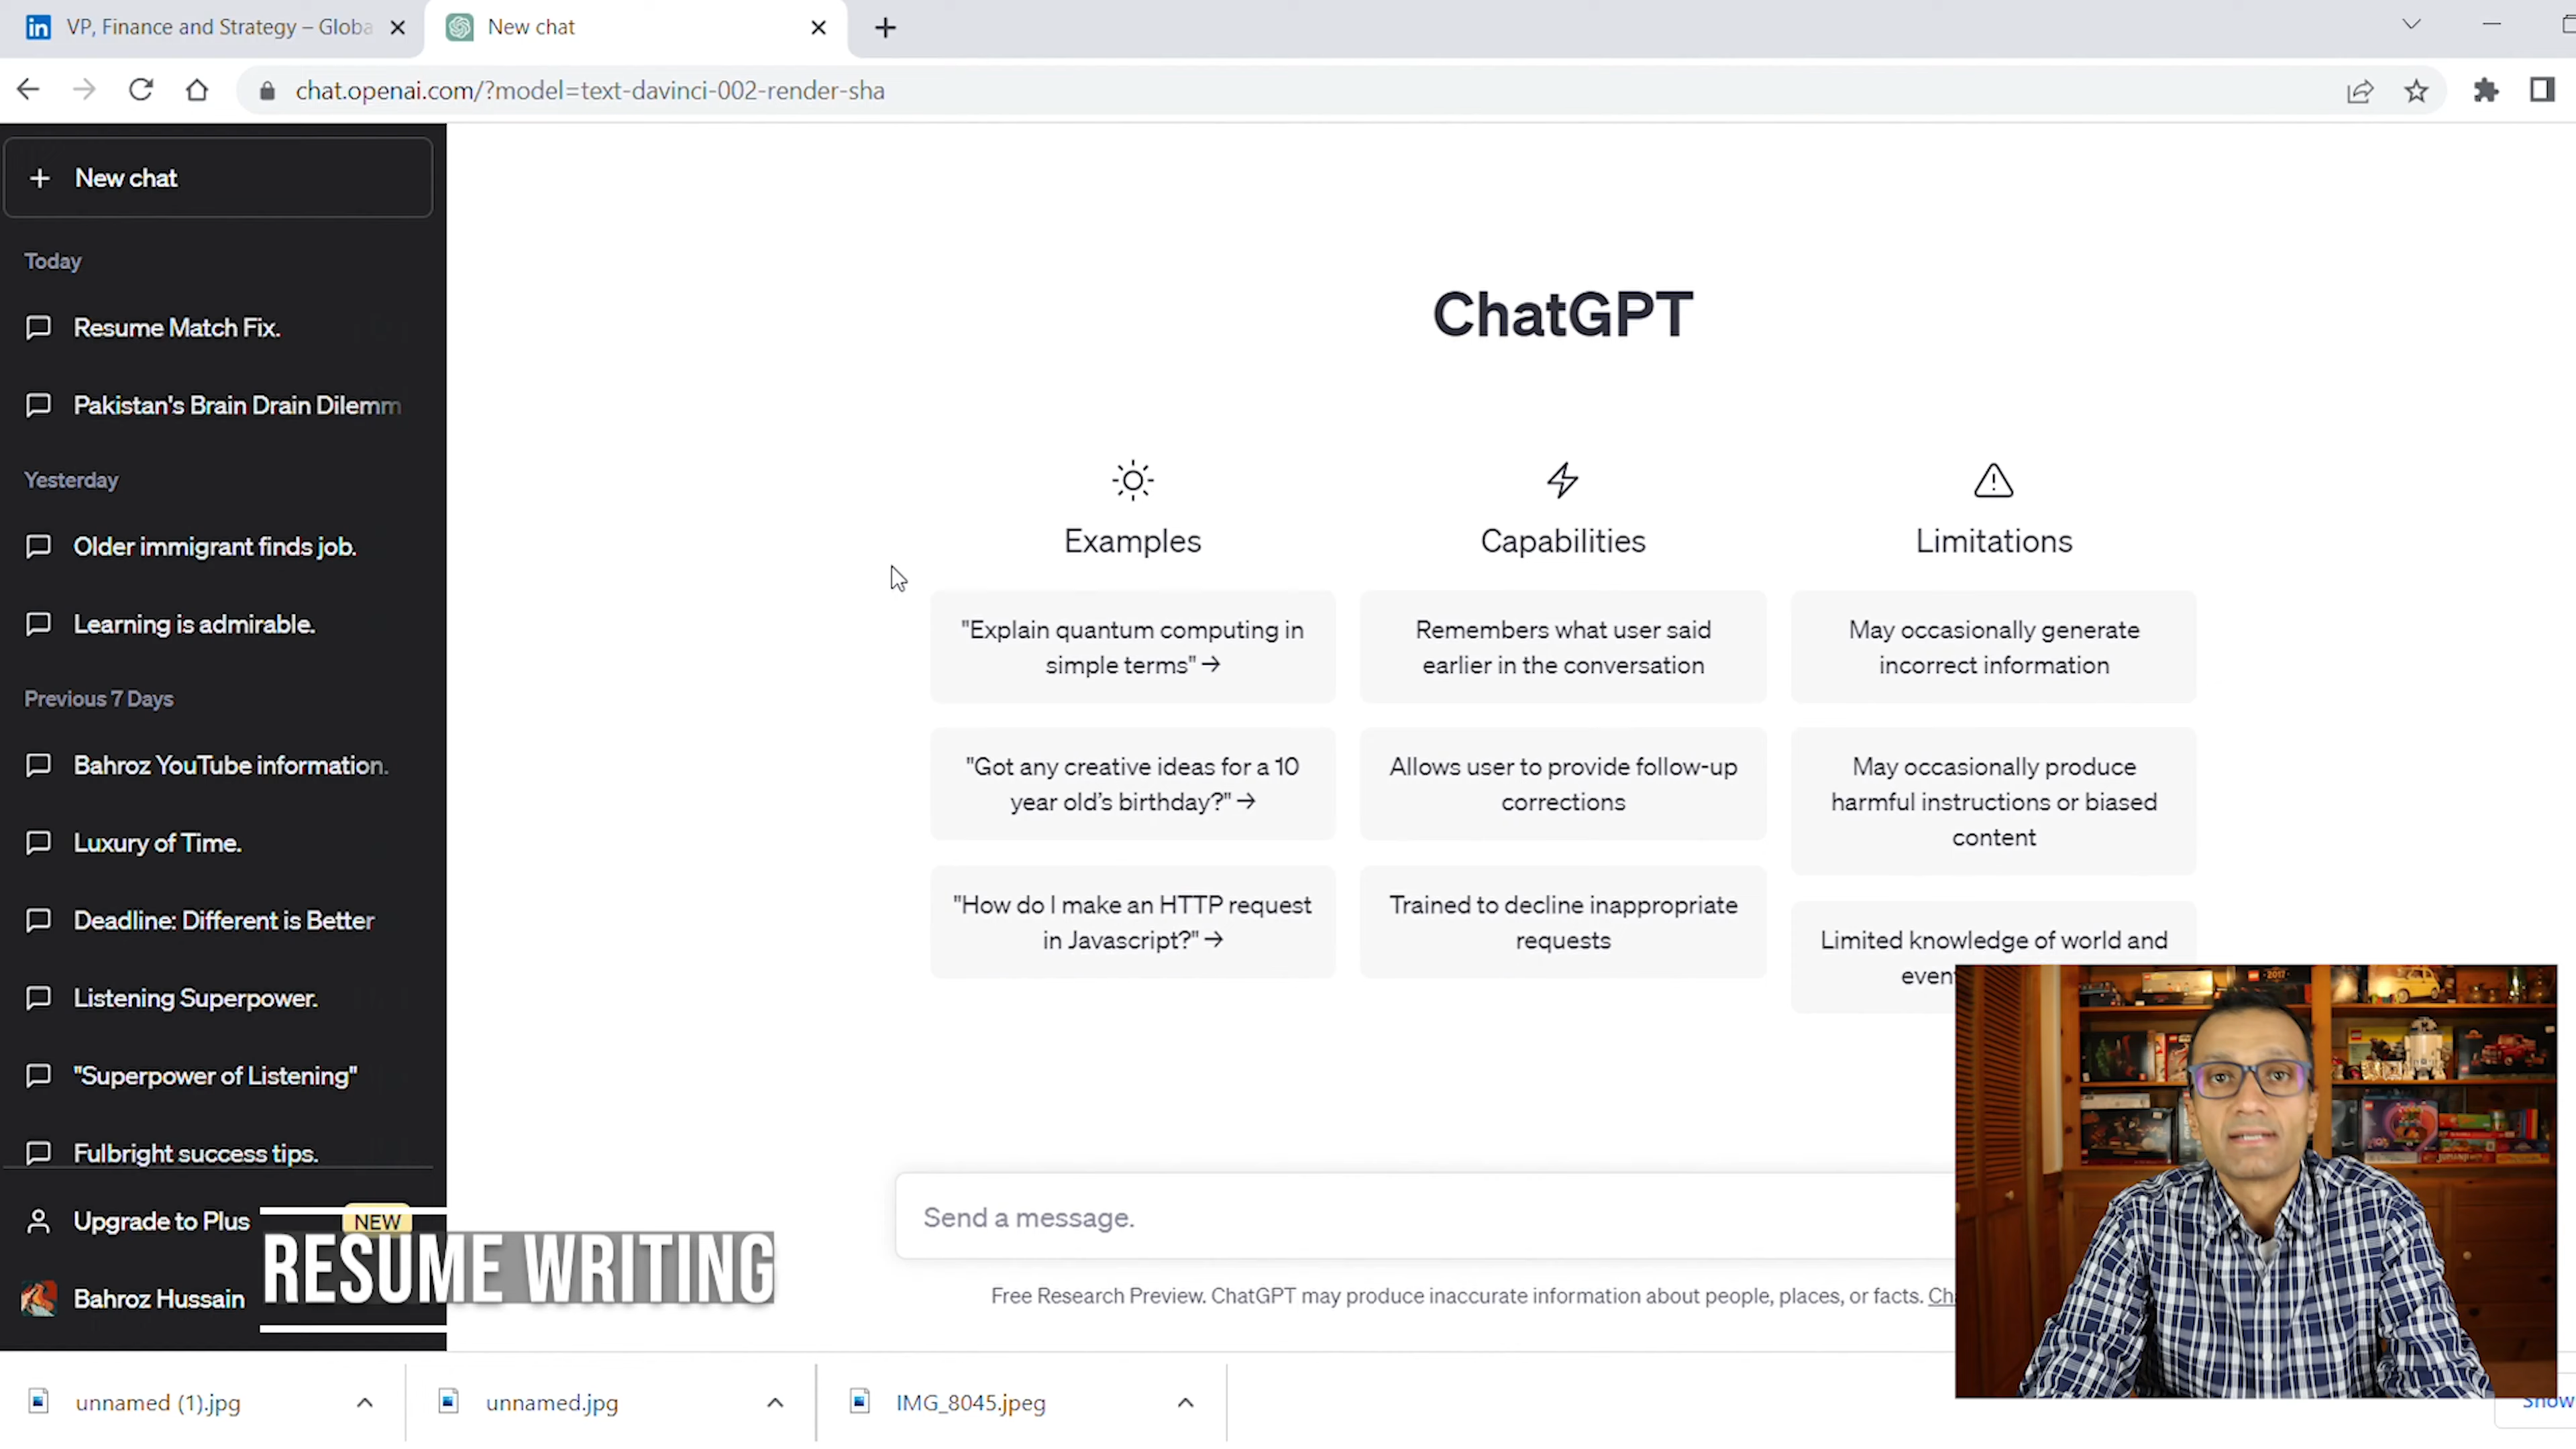 VP, Finance and Strategy – Globa
New chat
chat.openai.com/?model=text-davinci-002-render-sha
New chat
Today
Resume Match Fix.
Pakistan's Brain Drain Dilemm
Yesterday
Older immigrant finds job.
Learning is admirable.
Previous 7 Days
Bahroz YouTube information.
Luxury of Time.
Deadline: Different is Better
Listening Superpower.
"Superpower of Listening"
Fulbright success tips.
Upgrade to Plus
NEW
Bahroz Hussain
RESUME WRITING
ChatGPT
Examples
"Explain quantum computing in
simple terms" →
"Got any creative ideas for a 10
year old's birthday?" →
"How do I make an HTTP request
in Javascript?" →
Capabilities
Remembers what user said
earlier in the conversation
Allows user to provide follow-up
corrections
Trained to decline inappropriate
requests
Limitations
May occasionally generate
incorrect information
May occasionally produce
harmful instructions or biased
content
Limited knowledge of world and
Send a message.
Free Research Preview. ChatGPT may produce inaccurate information about people, places, or facts.
2017
unnamed (1).jpg
unnamed.jpg
IMG_8045.jpeg
Show